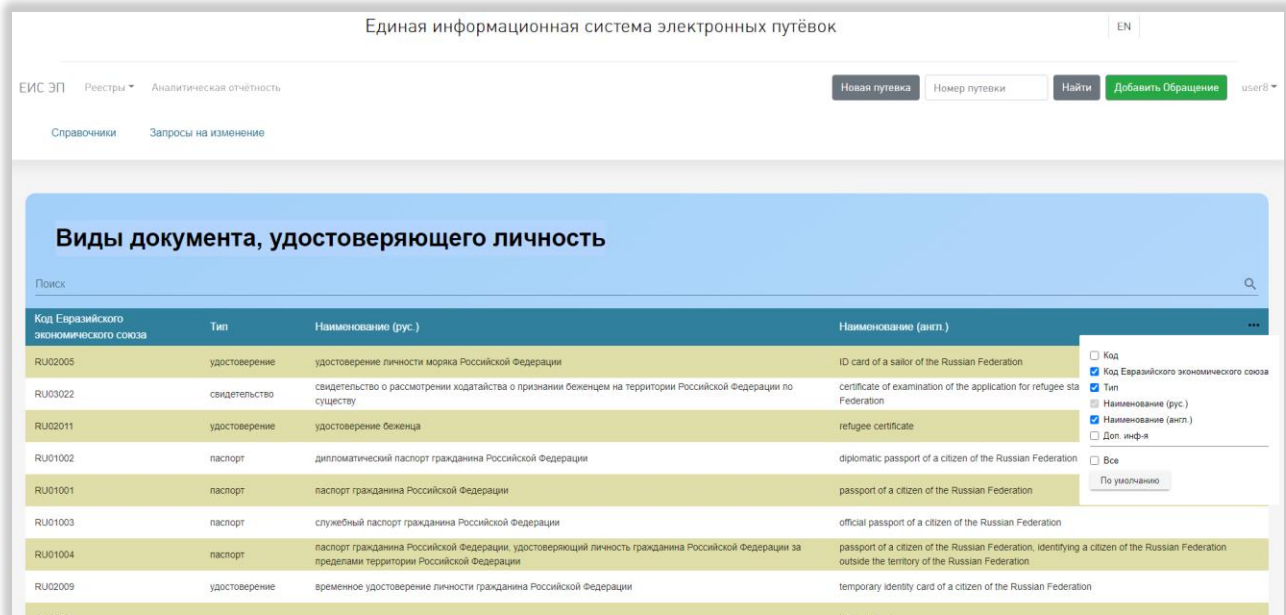 Единая информационная система электронных путёвок
EN
ЕИС ЭП Реестры Аналитическая отчётность Новая путевка Номер путевки Найти Добавить Обращение user8
Справочники Запросы на изменение
Виды документа, удостоверяющего личность
Поиск
Код Евразийского
экономического союза
Тип
Наименование (рус.)
Наименование (англ.)
RU02005 удостоверение удостоверение личности моряка Российской Федерации ID card of a sailor of the Russian Federation
RU03022 свидетельство
свидетельство о рассмотрении ходатайства о признании беженцем на территории Российской Федерации по
существу
certificate of examination of the application for refugee sta
Federation
RU02011 удостоверение удостоверение беженца refugee certificate
RU01002 паспорт дипломатический паспорт гражданина Российской Федерации diplomatic passport of a citizen of the Russian Federation
RU01001 паспорт паспорт гражданина Российской Федерации passport of a citizen of the Russian Federation
RU01003 паспорт служебный паспорт гражданина Российской Федерации official passport of a citizen of the Russian Federation
RU01004 паспорт
паспорт гражданина Российской Федерации, удостоверяющий личность гражданина Российской Федерации за
пределами территории Российской Федерации
passport of a citizen of the Russian Federation, identifying a citizen of the Russian Federation
outside the territory of the Russian Federation
RU02009 удостоверение временное удостоверение личности гражданина Российской Федерации temporary identity card of a citizen of the Russian Federation
Код
Код Евразийского экономического союза
Тип
Наименование (рус.)
Наименование (англ.)
Доп. инф-я
Все
По умолчанию